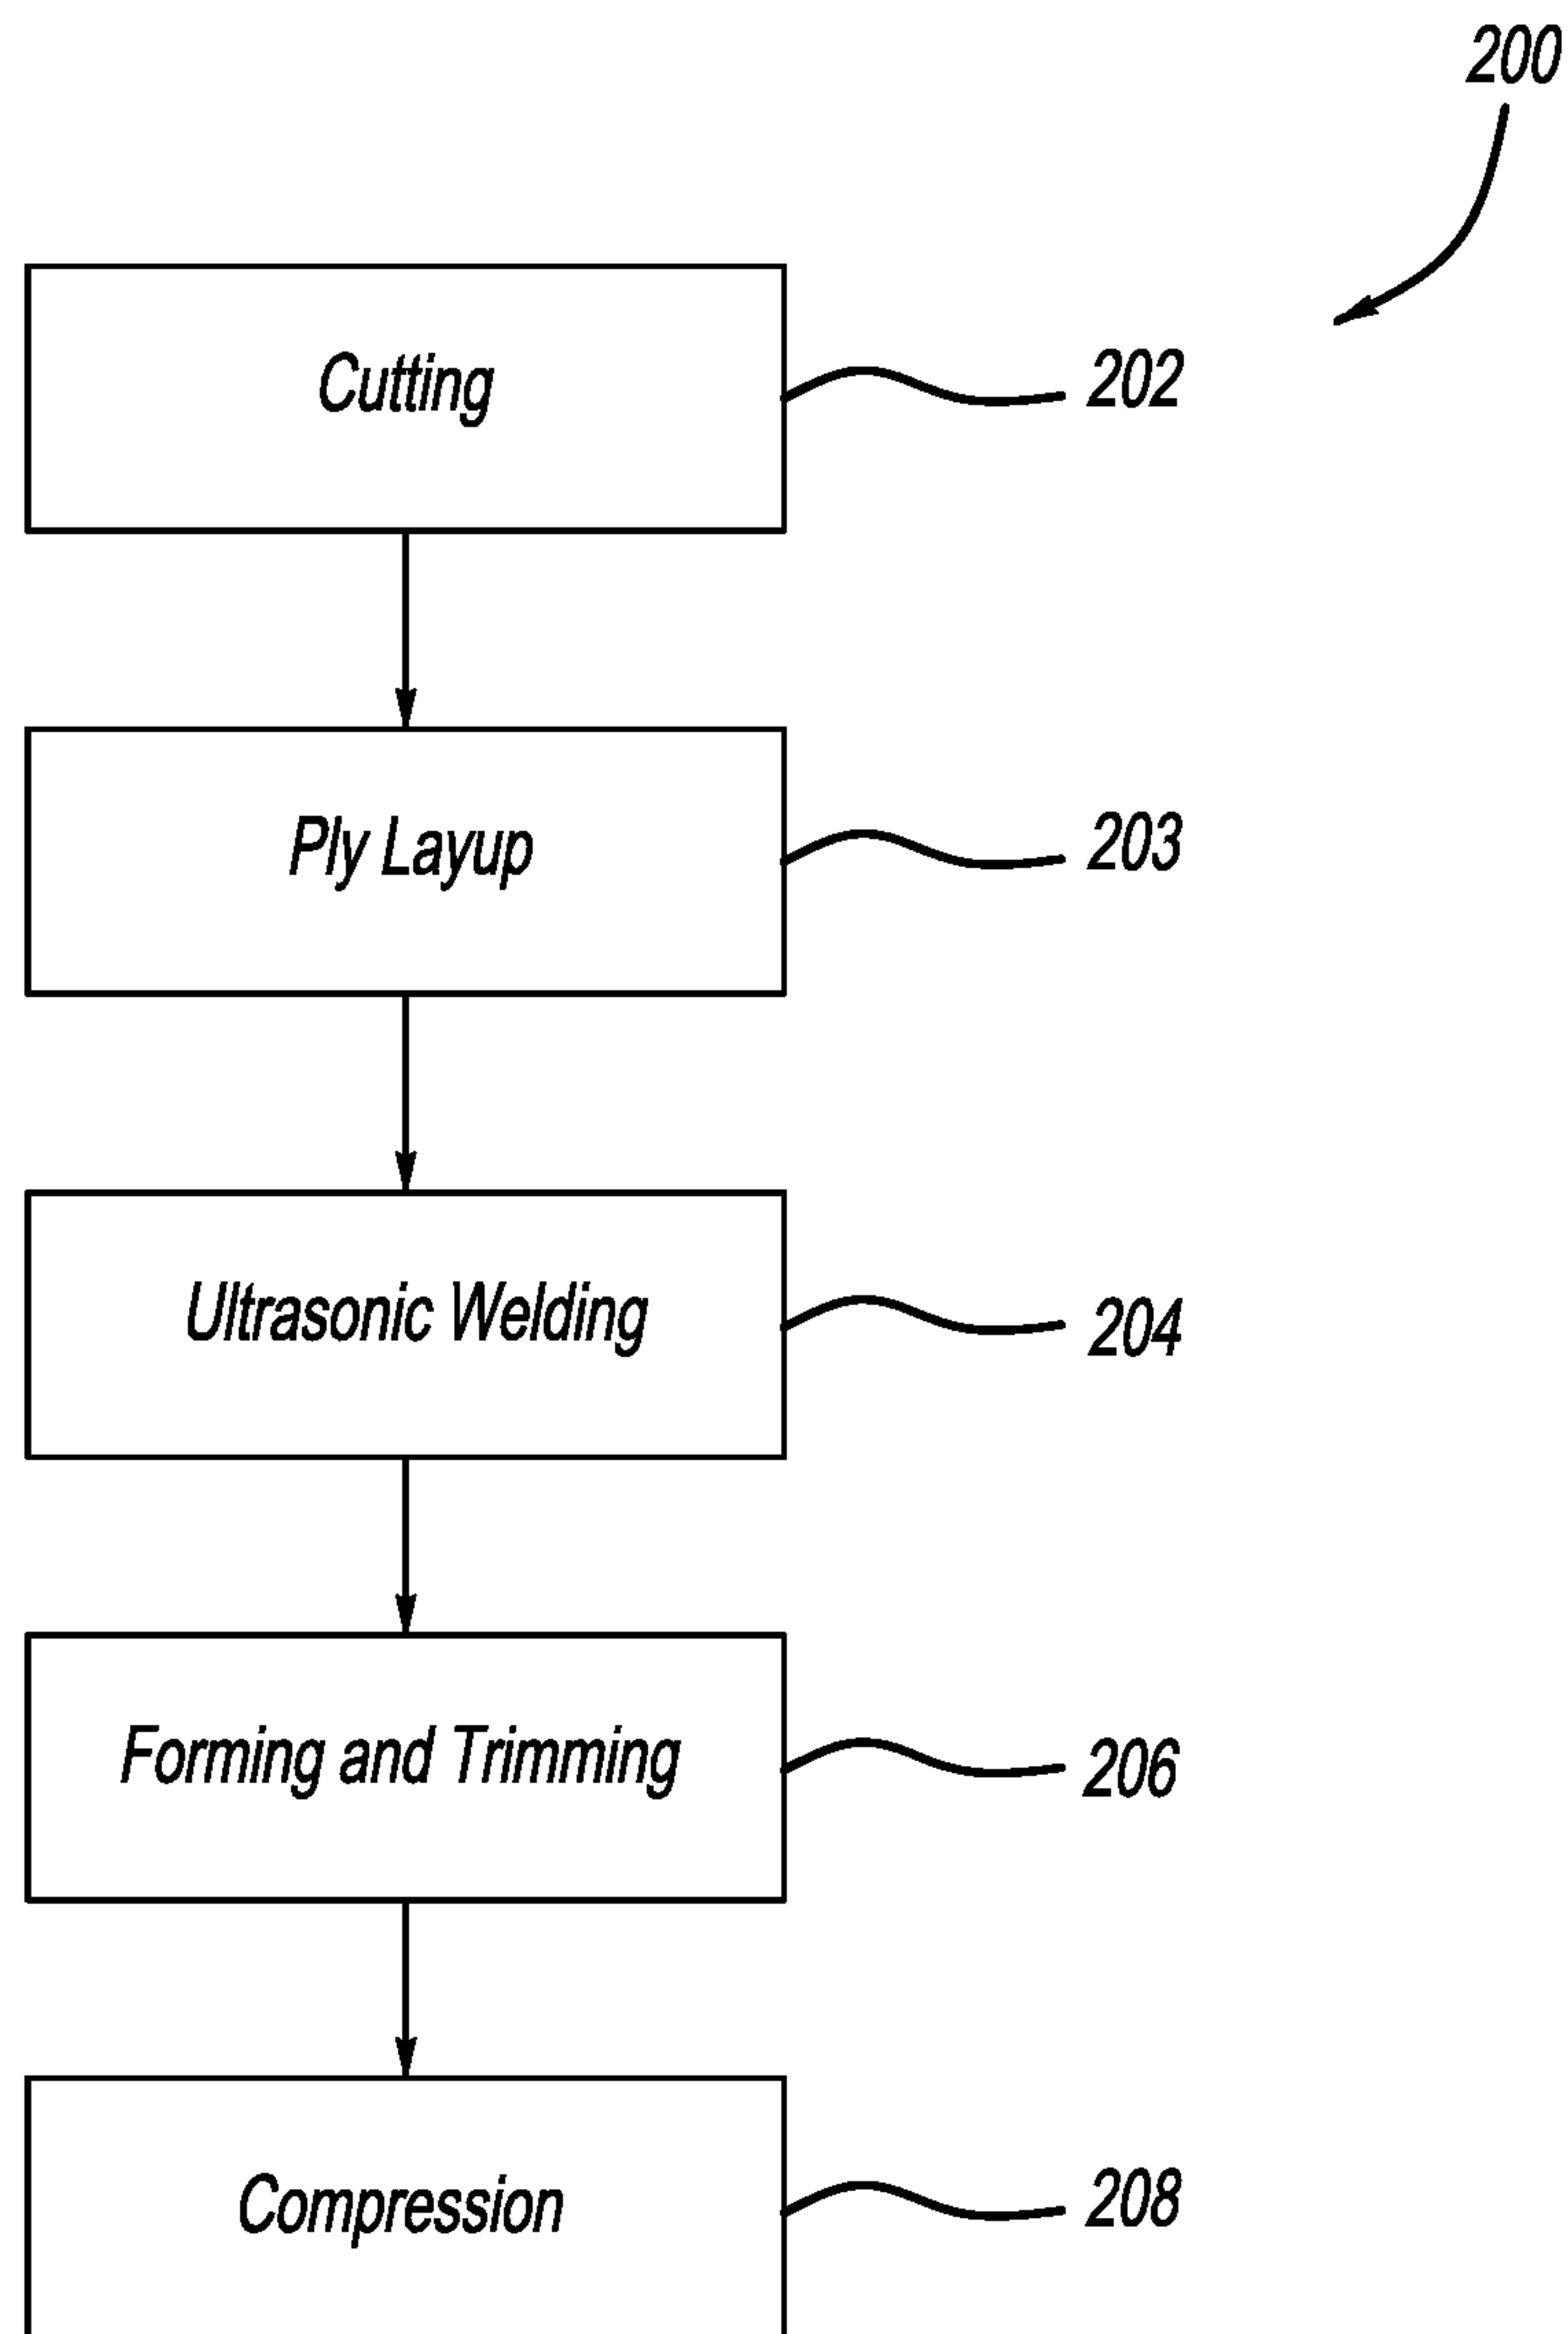 200
Cutting
202
Ply Layup
203
Ultrasonic Welding
204
Forming and Trimming
206
Compression
208